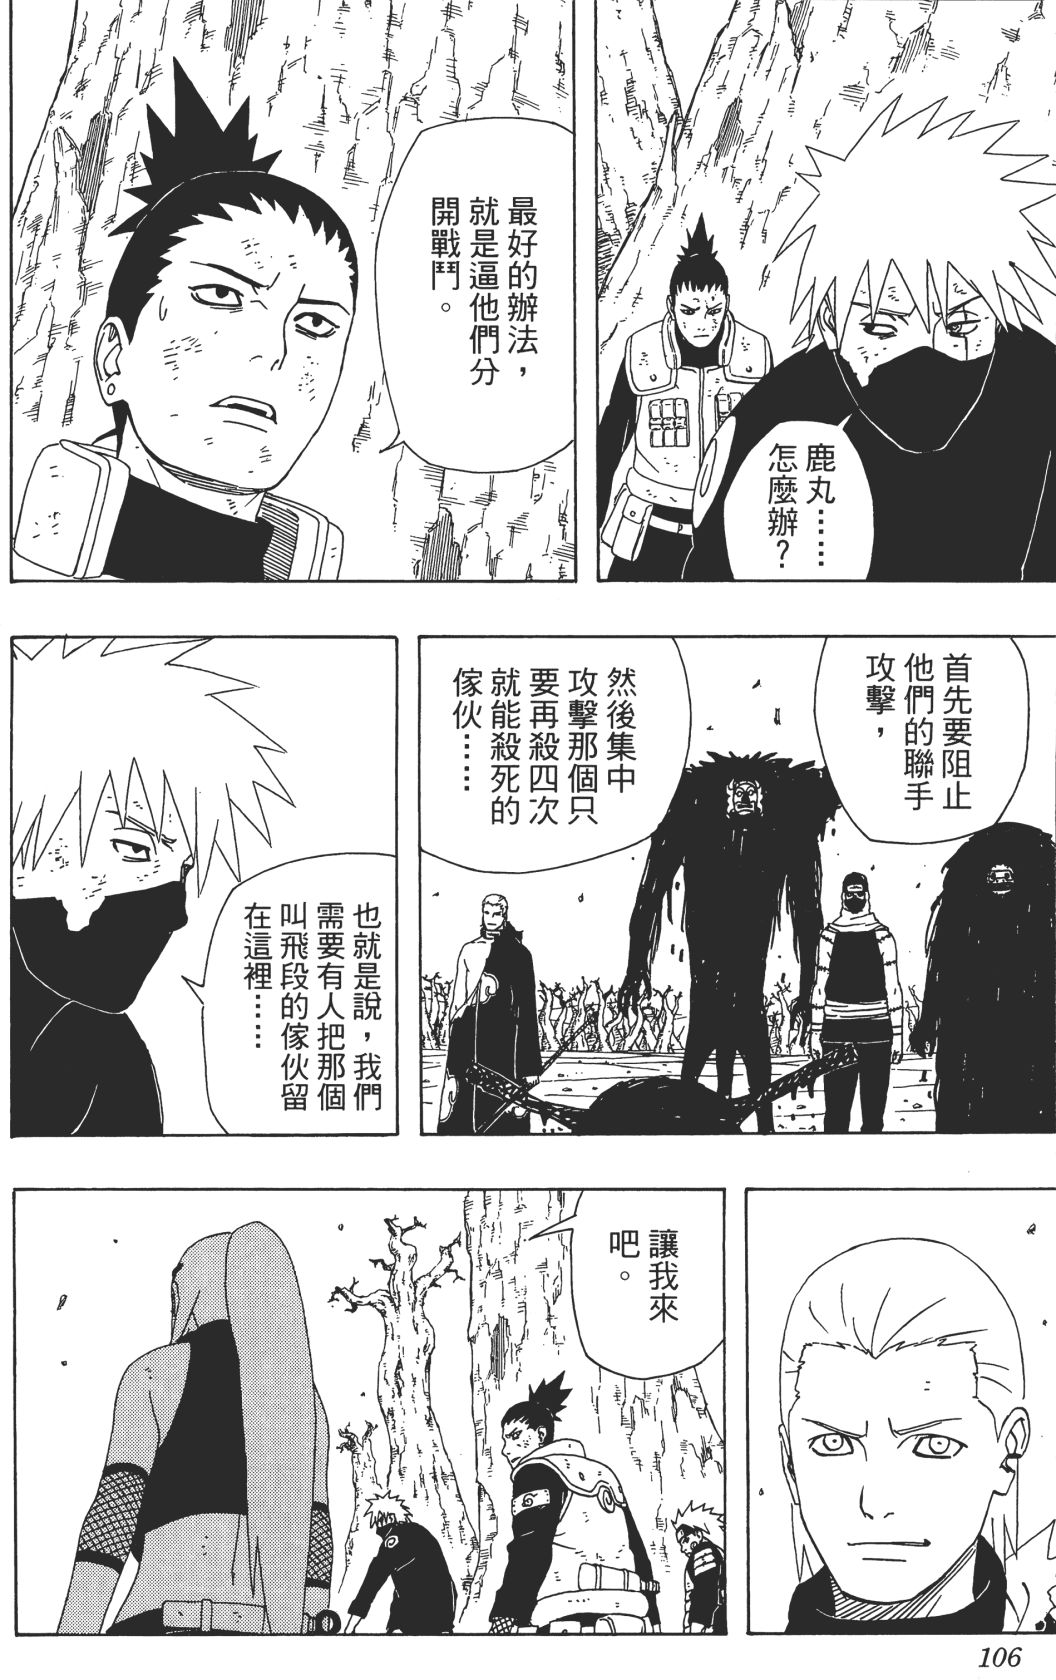 鹿丸⋯⋯
怎麼辦？
最好的辦法，
就是逼他們分
開戰鬥。
首先要阻止
他們的聯手
攻擊，
然後集中
攻擊那個只
要再殺四次
就能殺死的
傢伙⋯⋯
也就是說，我們
需要有人把那個
叫飛段的傢伙留
在這裡⋯⋯
讓我來
吧。
106